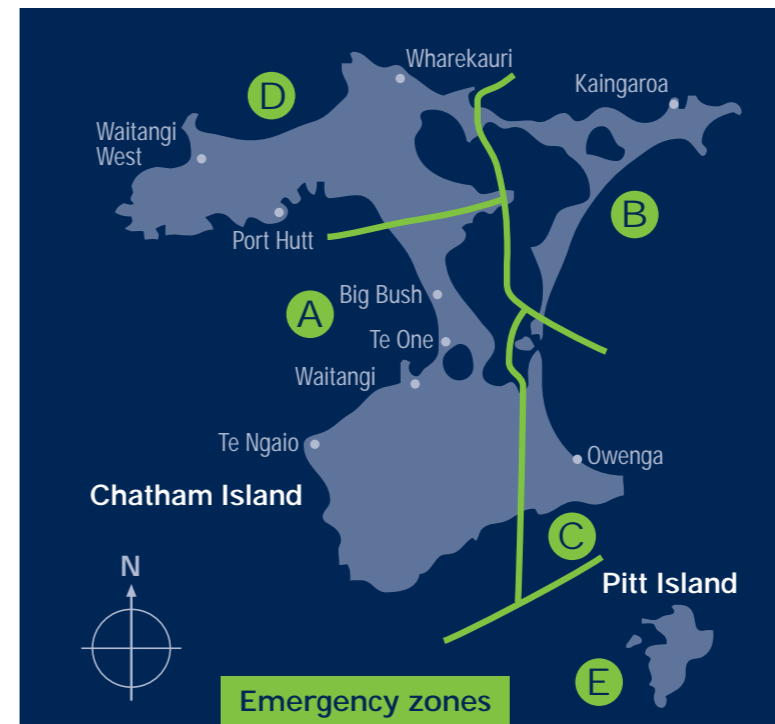 Wharekauri
Kaingaroa
D
Waitangi
West
B
Port Hutt
Big Bush
A
Te One
Waitangi
Te Ngaio
Owenga
Chatham Island
C
N
Pitt Island
E
Emergency zones